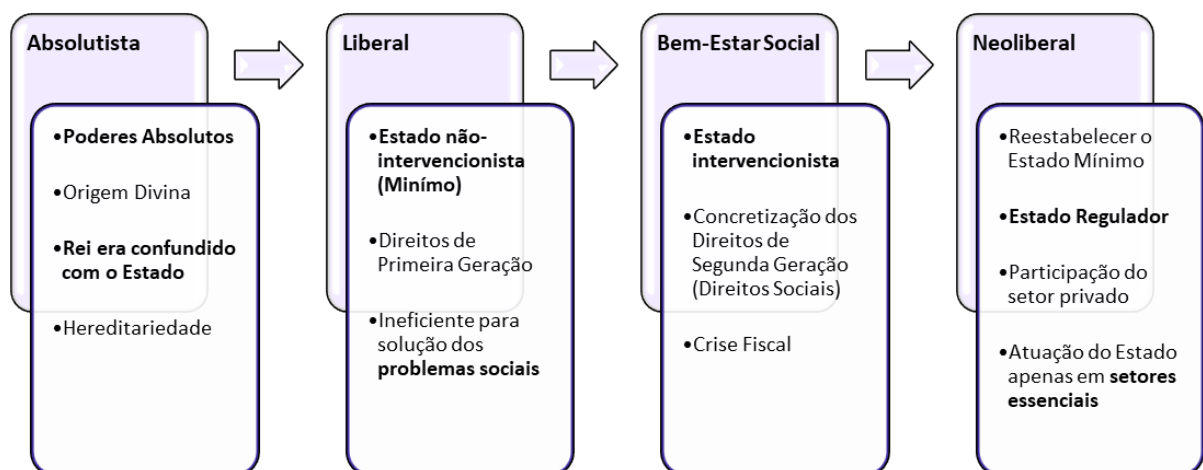 Absolutista
•Poderes Absolutos
•Origem Divina
•Rei era confundido
com o Estado
•Hereditariedade
Liberal
•Estado não-
intervencionista
(Minímo)
•Direitos de
Primeira Geração
•Ineficiente para
solução dos
problemas sociais
Bem-Estar Social
•Estado
intervencionista
•Concretização dos
Direitos de
Segunda Geração
(Direitos Sociais)
•Crise Fiscal
Neoliberal
•Reestabelecer o
Estado Mínimo
•Estado Regulador
•Participação do
setor privado
•Atuação do Estado
apenas em setores
essenciais